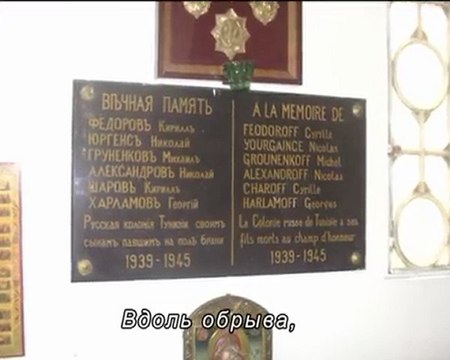 ВѢЧНАЯ ПАМЯТЬ
ФЕДОРОВЪ Кириллъ
ЮРГЕНСЪ Николай
ГРУНЕНКОВЪ Михаилъ
АЛЕКСАНДРОВЪ Николай
ШАРОВЪ Кириллъ
ХАРЛАМОВЪ Георгій
Русская колонія Тунизіи своимъ
сынамъ павшимъ на полѣ брани
1939-1945
A LA MEMOIRE DE
FEODOROFF Cyrille
YOURGAINCE Nicolas
GROUNENKOFF Michel
ALEXANDROFF Nicolas
CHAROFF Cyrille
HARLAMOFF Georges
La Colonie russe de Tunisie à ses
fils morts au champ d'honneur
1939-1945
Вдоль обрыва,